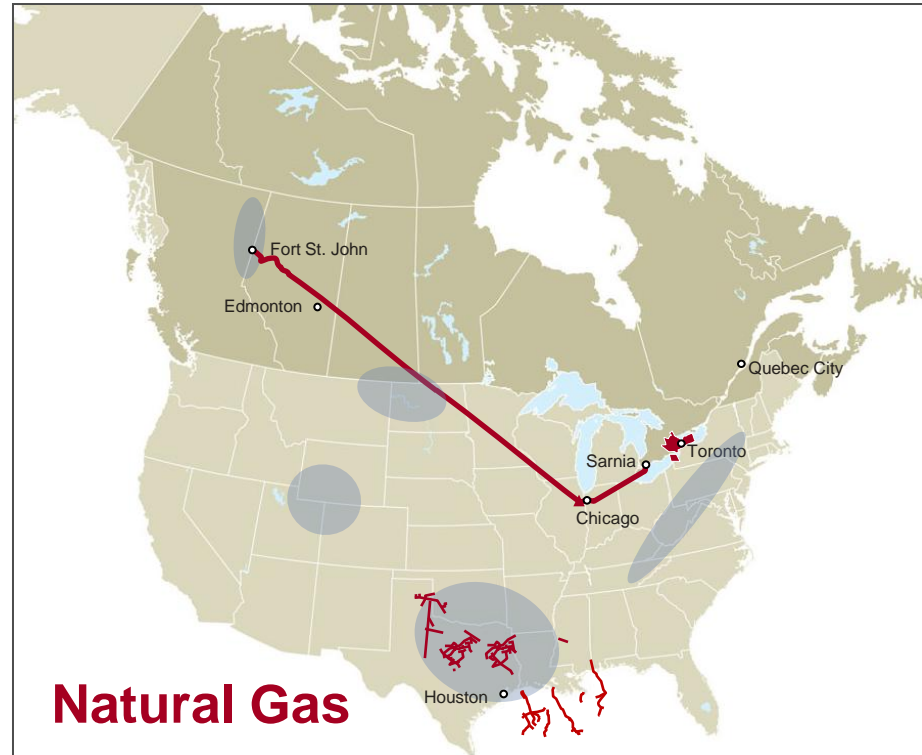 Fort St. John
Edmonton
Quebec City
Toronto
Sarnia
Chicago
Houston
Natural Gas